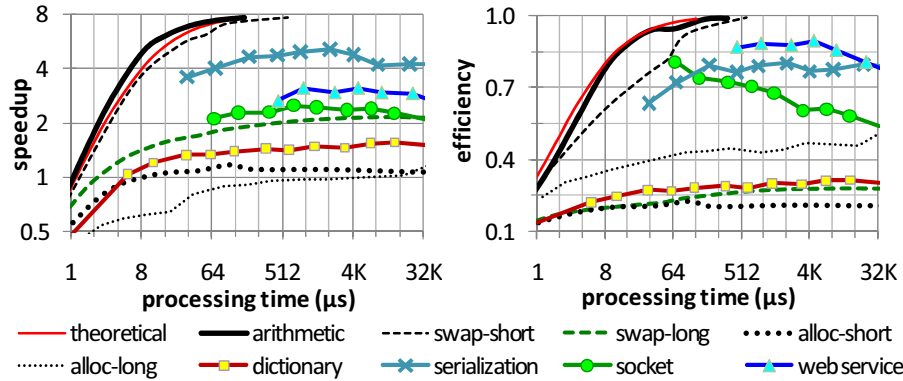 8
4
2
1
0.5
speedup
1 8 64 512 4K 32K
processing time (µs)
1.0
0.7
0.4
0.1
efficiency
1 8 64 512 4K 32K
processing time (µs)
theoretical arithmetic swap-short swap-long alloc-short
alloc-long dictionary serialization socket web service